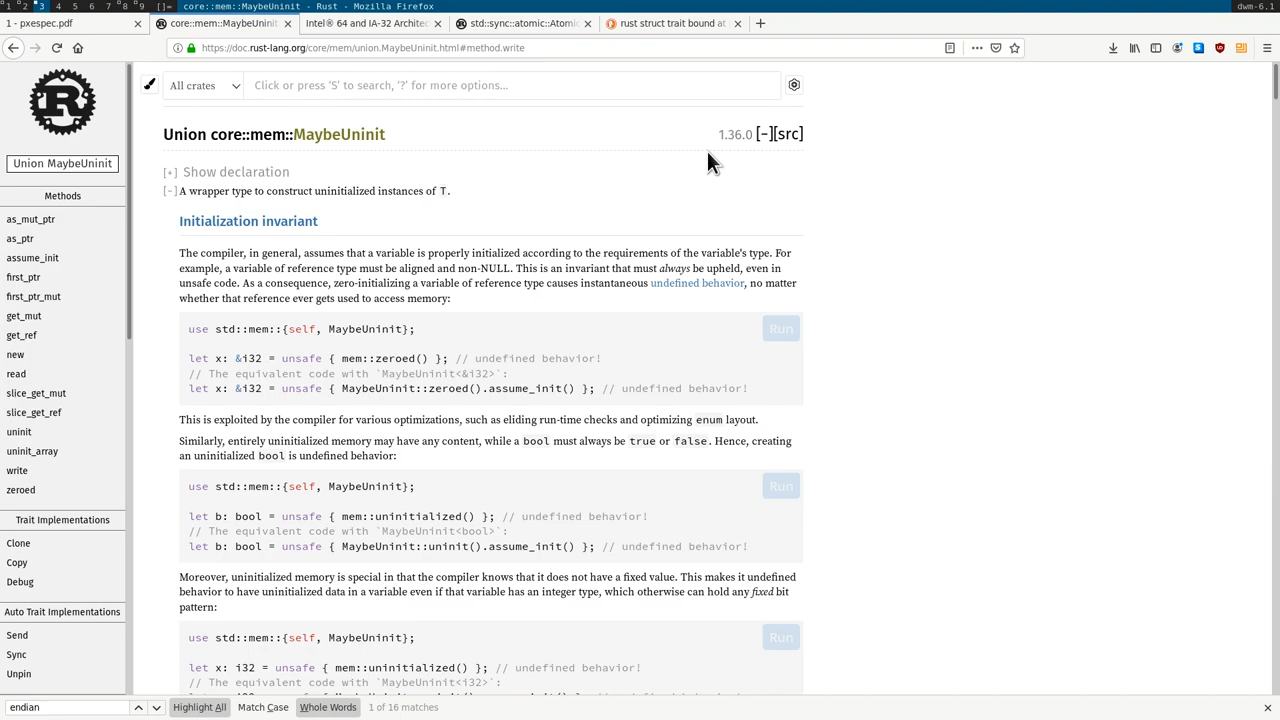 1 2 3 4 5 6 7 8 9 []= core::mem::MaybeUninit - Rust - Mozilla Firefox dwm-6.1
1 - pxespec.pdf core::mem::MaybeUninit Intel® 64 and IA-32 Architec std::sync::atomic::Atomic rust struct trait bound at
https://doc.rust-lang.org/core/mem/union.MaybeUninit.html#method.write
All crates Click or press 'S' to search, '?' for more options…
Union MaybeUninit
Methods
as_mut_ptr
as_ptr
assume_init
first_ptr
first_ptr_mut
get_mut
get_ref
new
read
slice_get_mut
slice_get_ref
uninit
uninit_array
write
zeroed
Trait Implementations
Clone
Copy
Debug
Auto Trait Implementations
Send
Sync
Unpin
Union core::mem::MaybeUninit 1.36.0 [−][src]
[+] Show declaration
[−] A wrapper type to construct uninitialized instances of T.
Initialization invariant
The compiler, in general, assumes that a variable is properly initialized according to the requirements of the variable's type. For
example, a variable of reference type must be aligned and non-NULL. This is an invariant that must always be upheld, even in
unsafe code. As a consequence, zero-initializing a variable of reference type causes instantaneous undefined behavior, no matter
whether that reference ever gets used to access memory:
use std::mem::{self, MaybeUninit}; Run
let x: &i32 = unsafe { mem::zeroed() }; // undefined behavior!
// The equivalent code with `MaybeUninit<&i32>`:
let x: &i32 = unsafe { MaybeUninit::zeroed().assume_init() }; // undefined behavior!
This is exploited by the compiler for various optimizations, such as eliding run-time checks and optimizing enum layout.
Similarly, entirely uninitialized memory may have any content, while a bool must always be true or false. Hence, creating
an uninitialized bool is undefined behavior:
use std::mem::{self, MaybeUninit}; Run
let b: bool = unsafe { mem::uninitialized() }; // undefined behavior!
// The equivalent code with `MaybeUninit<bool>`:
let b: bool = unsafe { MaybeUninit::uninit().assume_init() }; // undefined behavior!
Moreover, uninitialized memory is special in that the compiler knows that it does not have a fixed value. This makes it undefined
behavior to have uninitialized data in a variable even if that variable has an integer type, which otherwise can hold any fixed bit
pattern:
use std::mem::{self, MaybeUninit}; Run
let x: i32 = unsafe { mem::uninitialized() }; // undefined behavior!
// The equivalent code with `MaybeUninit<i32>`:
endian Highlight All Match Case Whole Words 1 of 16 matches